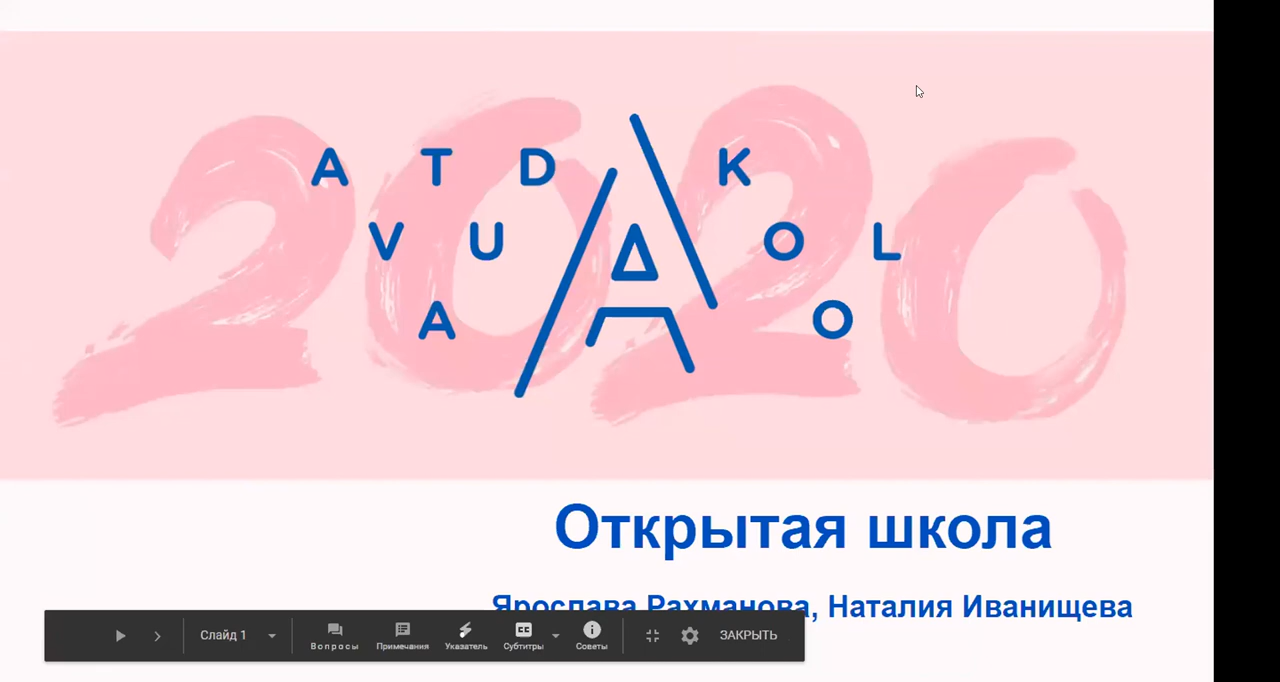 2020
A T D K
V U A O L
A O
Открытая школа
Ярослава Рахманова, Наталия Иванищева
Слайд 1
Вопросы Примечания Указатель Субтитры Советы ЗАКРЫТЬ